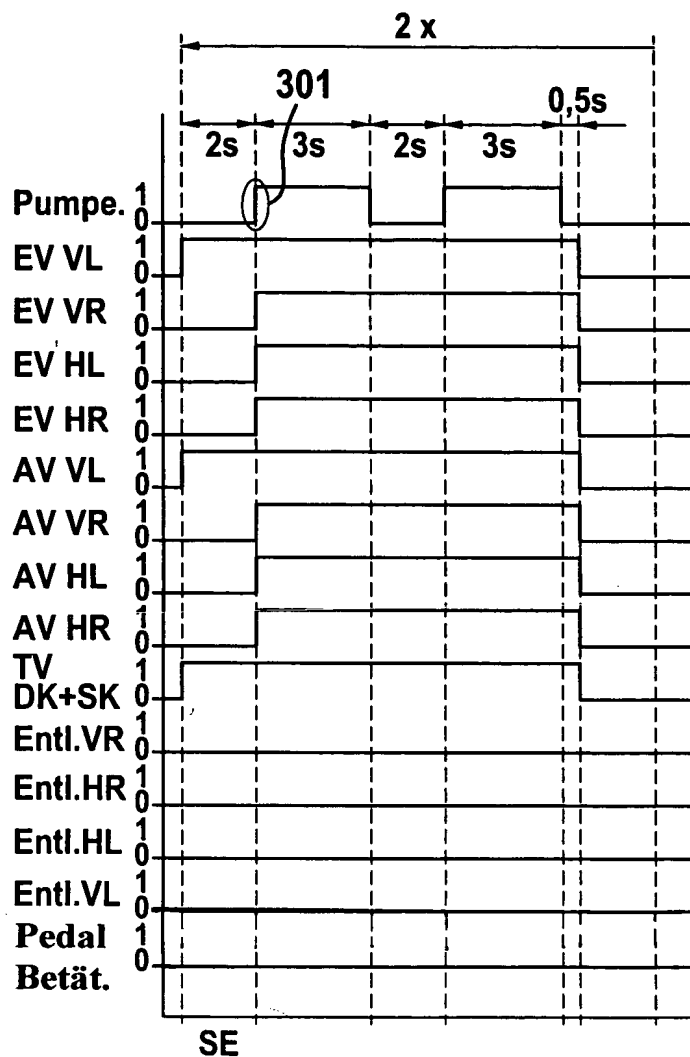 2 x
301
0,5s
2s 3s 2s 3s
Pumpe. 1 0
EV VL 1 0
EV VR 1 0
EV HL 1 0
EV HR 1 0
AV VL 1 0
AV VR 1 0
AV HL 1 0
AV HR 1 0
TV
DK+SK 1 0
Entl.VR 1 0
Entl.HR 1 0
Entl.HL 1 0
Entl.VL 1 0
Pedal 1
Betät. 0
SE